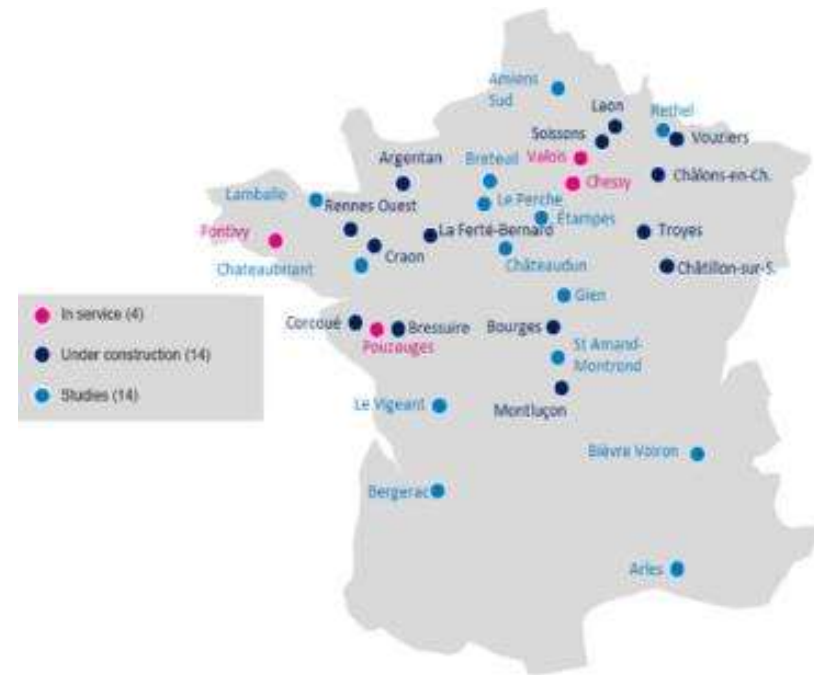 Amiens
Sud
Laon
Rethel
Soissons
Vouziers
Valois
Argentan
Breteuil
Chessy
Châlons-en-Ch.
Lamballe
Le Perche
Rennes Ouest
Étampes
Pontivy
La Ferté-Bernard
Troyes
Craon
Chateaubriant
Châteaudun
Châtillon-sur-S.
Gien
In service (4)
Corcoué
Bressuire
Bourges
Pouzauges
Under construction (14)
St Amand-
Montrond
Studies (14)
Le Vigeant
Montluçon
Bièvre Voiron
Bergerac
Arles